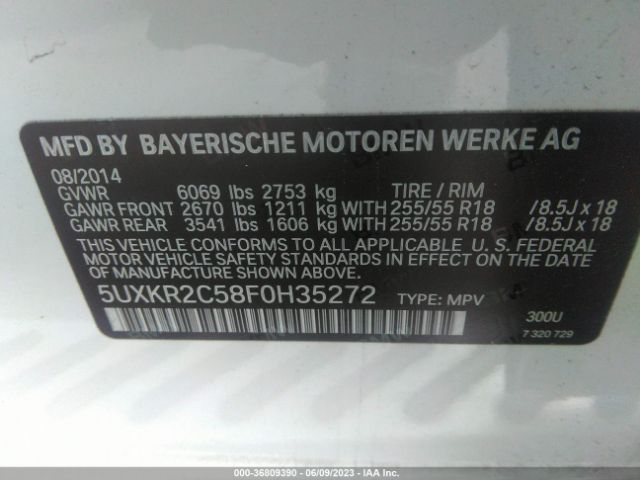 MFD BY BAYERISCHE MOTOREN WERKE AG
08/2014
GVWR 6069 lbs 2753 kg TIRE / RIM
GAWR FRONT 2670 lbs 1211 kg WITH 255/55 R18 /8.5J x 18
GAWR REAR 3541 lbs 1606 kg WITH 255/55 R18 /8.5J x 18
THIS VEHICLE CONFORMS TO ALL APPLICABLE U. S. FEDERAL
MOTOR VEHICLE SAFETY STANDARDS IN EFFECT ON THE DATE
OF MANUFACTURE SHOWN ABOVE.
5UXKR2C58F0H35272 TYPE: MPV
300U
7 320 729
000-36809390 - 06/09/2023 - IAA Inc.